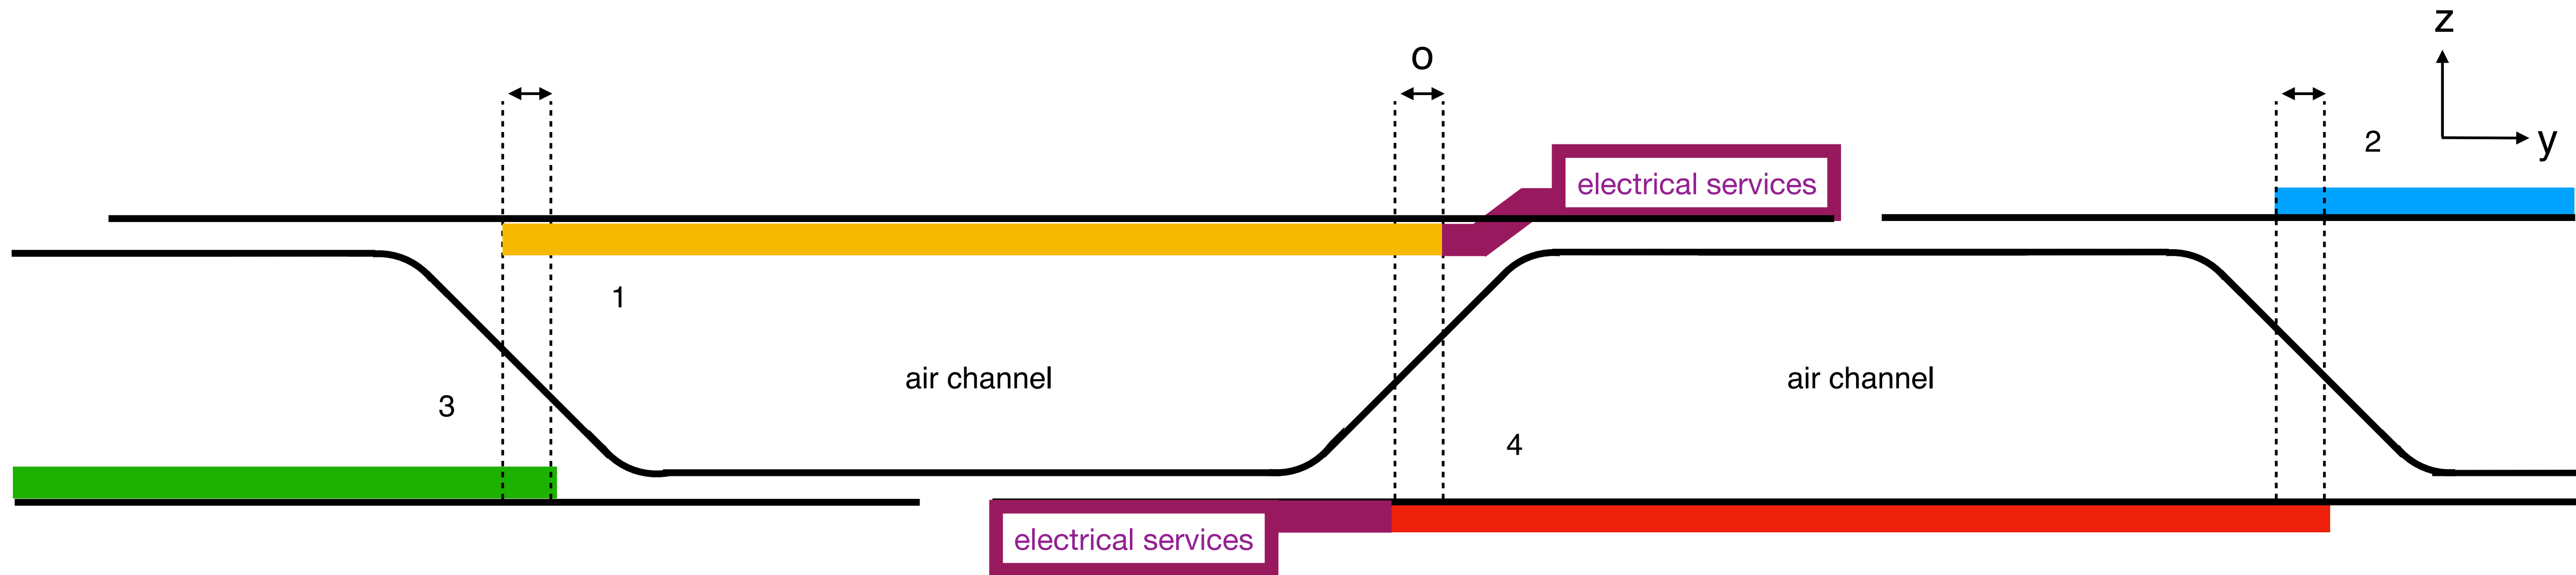 z
o
2
y
electrical services
1
air channel
air channel
3
4
electrical services